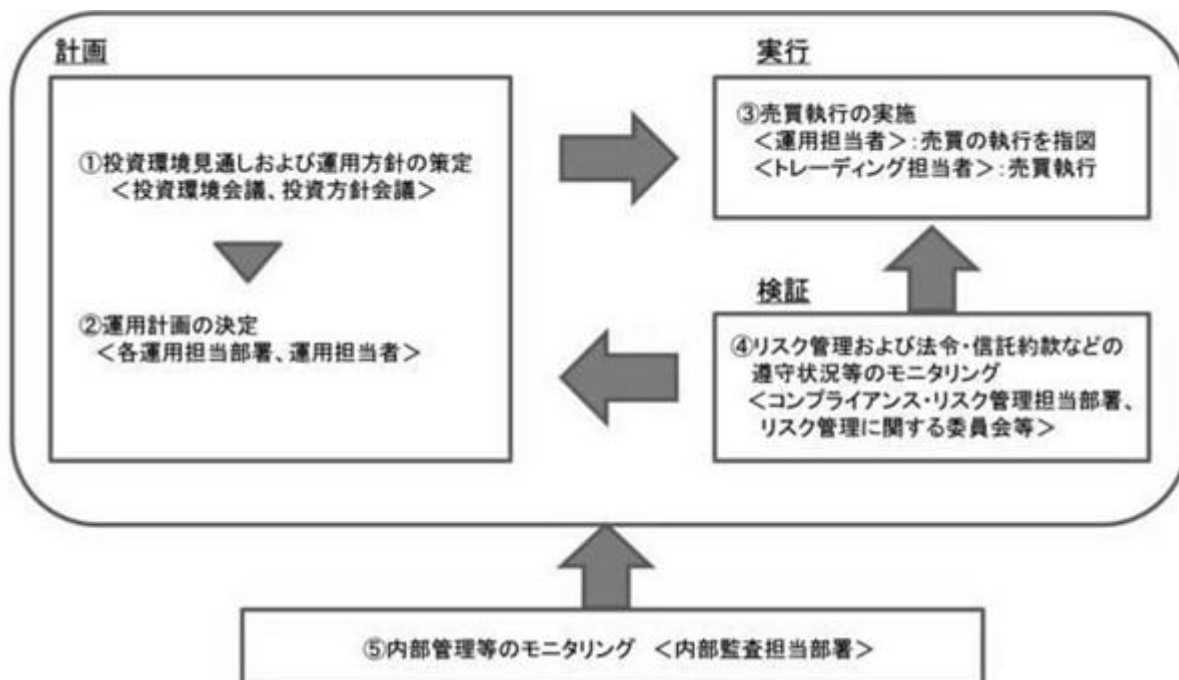 計画
①投資環境見通しおよび運用方針の策定
＜投資環境会議、投資方針会議＞
②運用計画の決定
＜各運用担当部署、運用担当者＞
実行
③売買執行の実施
＜運用担当者＞：売買の執行を指図
＜トレーディング担当者＞：売買執行
検証
④リスク管理および法令・信託約款などの
遵守状況等のモニタリング
＜コンプライアンス・リスク管理担当部署、
リスク管理に関する委員会等＞
⑤内部管理等のモニタリング ＜内部監査担当部署＞